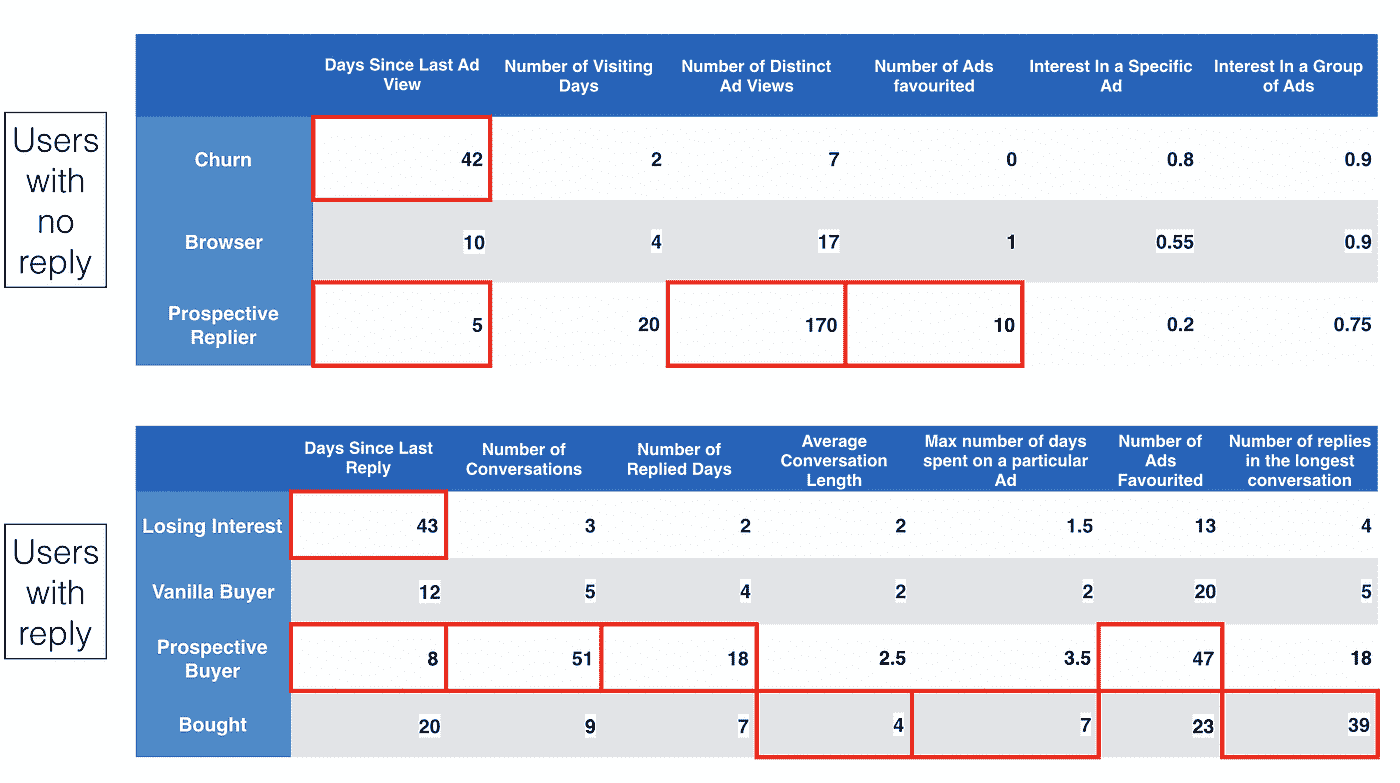 Users
with
no
reply
Days Since Last Ad
View
Number of Visiting
Days
Number of Distinct
Ad Views
Number of Ads
favourited
Interest In a Specific
Ad
Interest In a Group
of Ads
Churn 42 2 7 0 0.8 0.9
Browser 10 4 17 1 0.55 0.9
Prospective
Replier 5 20 170 10 0.2 0.75
Users
with
reply
Days Since Last
Reply
Number of
Conversations
Number of
Replied Days
Average
Conversation
Length
Max number of days
spent on a particular
Ad
Number of
Ads
Favourited
Number of replies
in the longest
conversation
Losing Interest 43 3 2 2 1.5 13 4
Vanilla Buyer 12 5 4 2 2 20 5
Prospective
Buyer 8 51 18 2.5 3.5 47 18
Bought 20 9 7 4 7 23 39